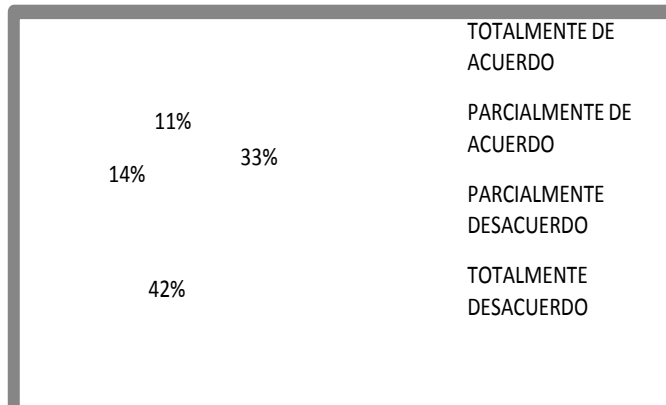 TOTALMENTE DE
ACUERDO
11%
PARCIALMENTE DE
ACUERDO
33%
14%
PARCIALMENTE
DESACUERDO
42%
TOTALMENTE
DESACUERDO